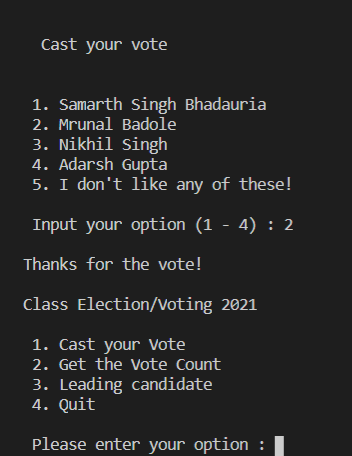 Cast your vote
1. Samarth Singh Bhadauria
2. Mrunal Badole
3. Nikhil Singh
4. Adarsh Gupta
5. I don't like any of these!
Input your option (1 - 4) : 2
Thanks for the vote!
Class Election/Voting 2021
1. Cast your Vote
2. Get the Vote Count
3. Leading candidate
4. Quit
Please enter your option :